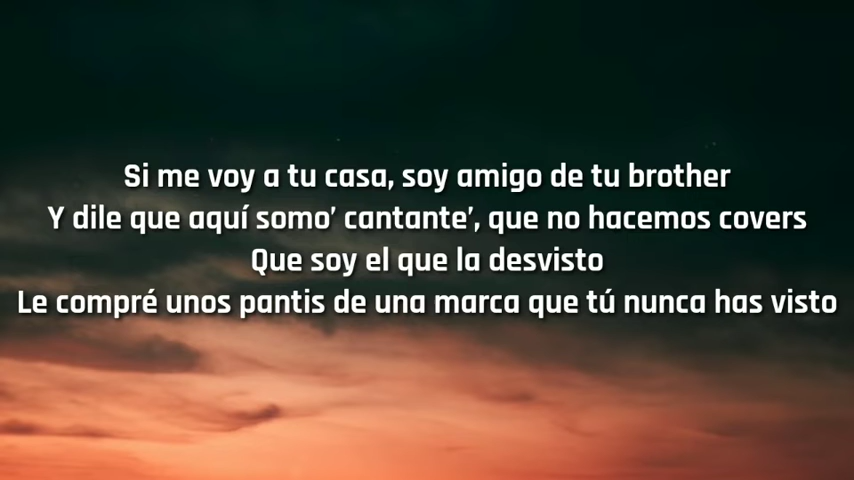 Si me voy a tu casa, soy amigo de tu brother
Y dile que aquí somo’ cantante’, que no hacemos covers
Que soy el que la desvisto
Le compré unos pantis de una marca que tú nunca has visto